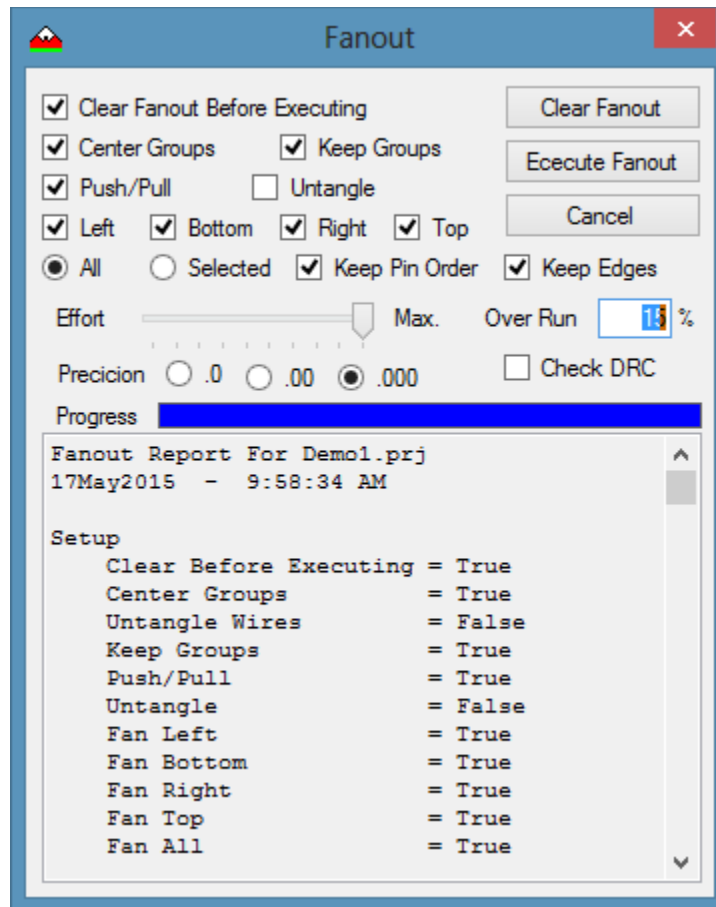 Fanout
Clear Fanout Before Executing Clear Fanout
Center Groups Keep Groups Ececute Fanout
Push/Pull Untangle
Cancel
Left Bottom Right Top
All Selected Keep Pin Order Keep Edges
Effort Max. Over Run 15 %
Precicion .0 .00 .000 Check DRC
Progress
Fanout Report For Demo1.prj
17May2015 - 9:58:34 AM
Setup
Clear Before Executing = True
Center Groups = True
Untangle Wires = False
Keep Groups = True
Push/Pull = True
Untangle = False
Fan Left = True
Fan Bottom = True
Fan Right = True
Fan Top = True
Fan All = True